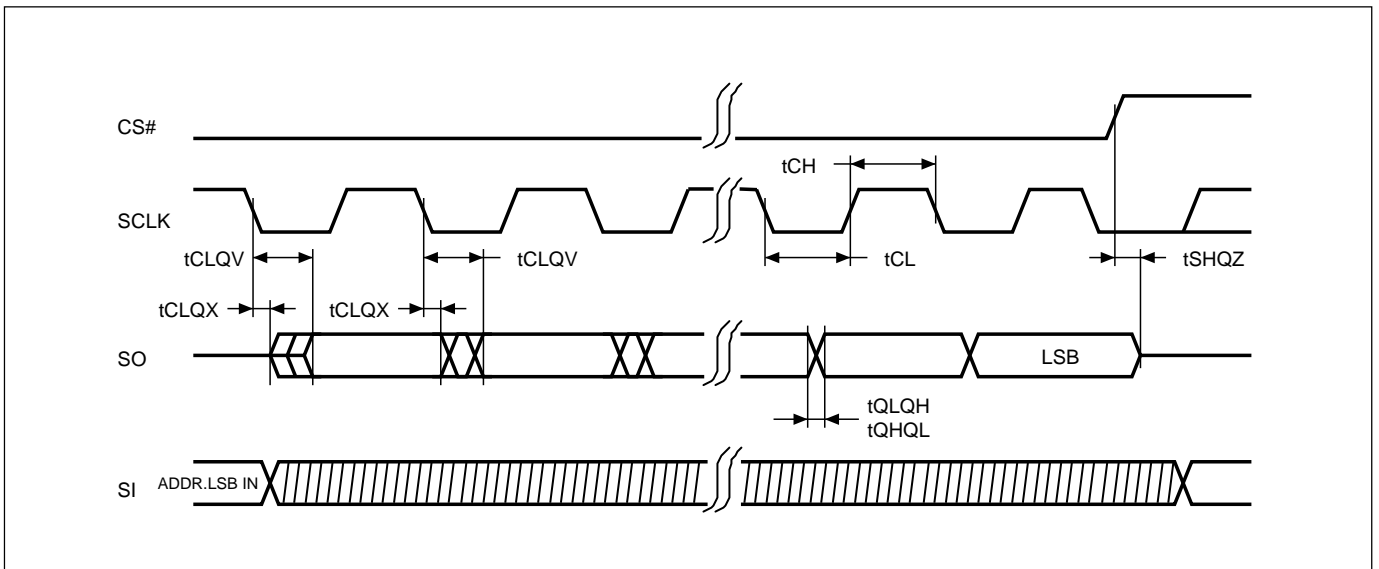 CS#
tCH
SCLK
tCLQV
tCLQV
tCL
tSHQZ
tCLQX
tCLQX
SO
LSB
tQLQH
tQHQL
SI
ADDR.LSB IN